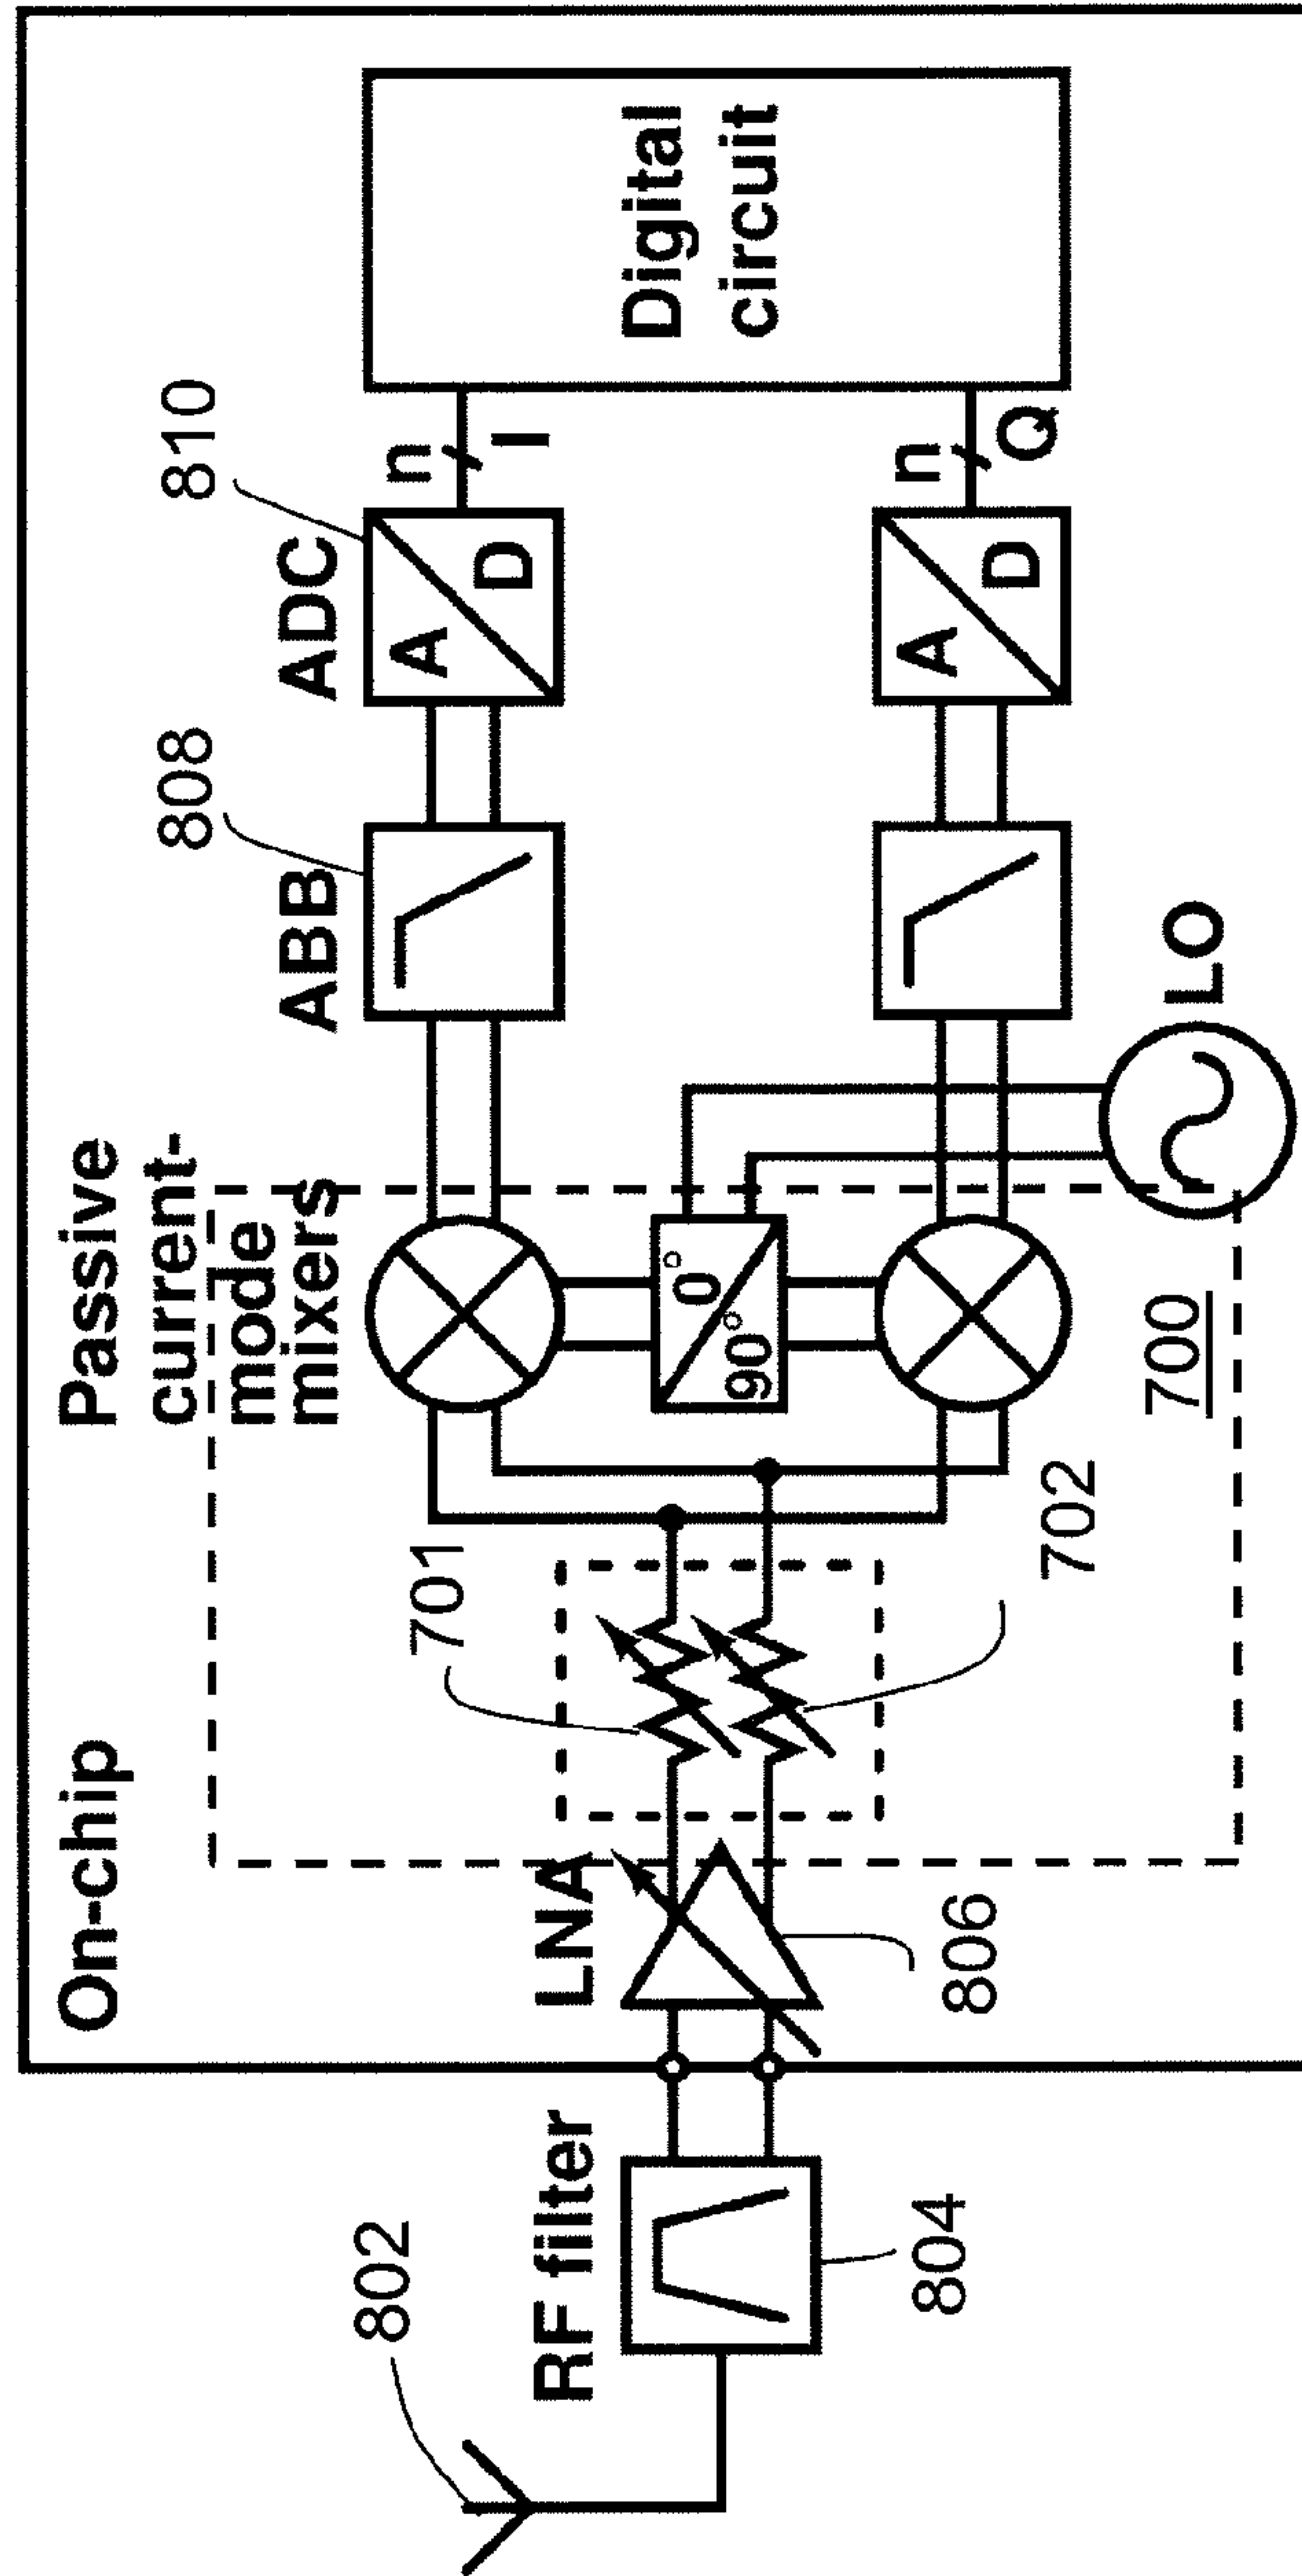 On-chip
Passive
current-
mode
mixers
802
RF filter
804
LNA
806
701
702
700
0°
90°
LO
ABB
808
ADC
810
A
D
A
D
n
I
n
Q
Digital
circuit